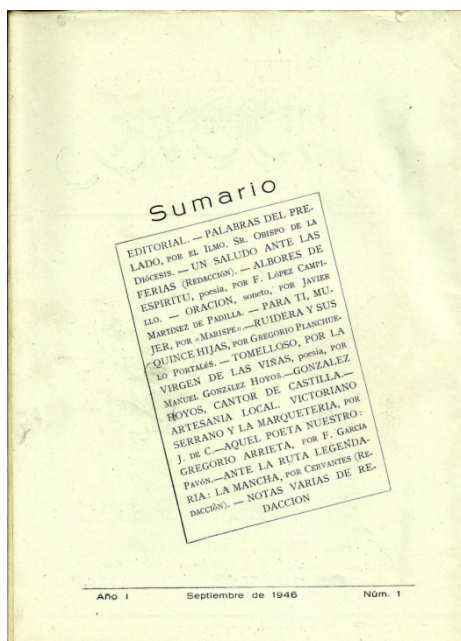 Sumario
EDITORIAL. — PALABRAS DEL PRE-
LADO, POR EL ILMO. SR. OBISPO DE LA
DIÓCESIS. — UN SALUDO ANTE LAS
FERIAS (REDACCIÓN). — ALBORES DE
ESPIRITU, poesía, POR F. LÓPEZ CAMPI-
LLO. — ORACION, soneto, POR JAVIER
MARTÍNEZ DE PADILLA. — PARA TI, MU-
JER, POR «MARISPE».—RUIDERA Y SUS
QUINCE HIJAS, POR GREGORIO PLANCHUE-
LO PORTALÉS. — TOMELLOSO, POR LA
VIRGEN DE LAS VIÑAS, poesía, POR
MANUEL GONZÁLEZ HOYOS.—GONZALEZ
HOYOS, CANTOR DE CASTILLA.—
ARTESANIA LOCAL. VICTORIANO
SERRANO Y LA MARQUETERIA, POR
J. DE C.—AQUEL POETA NUESTRO:
GREGORIO ARRIETA, POR F. GARCÍA
PAVÓN.—ANTE LA RUTA LEGENDA-
RIA: LA MANCHA, POR CERVANTES (RE-
DACCIÓN). — NOTAS VARIAS DE RE-
DACCION
Año I Septiembre de 1946 Núm. 1